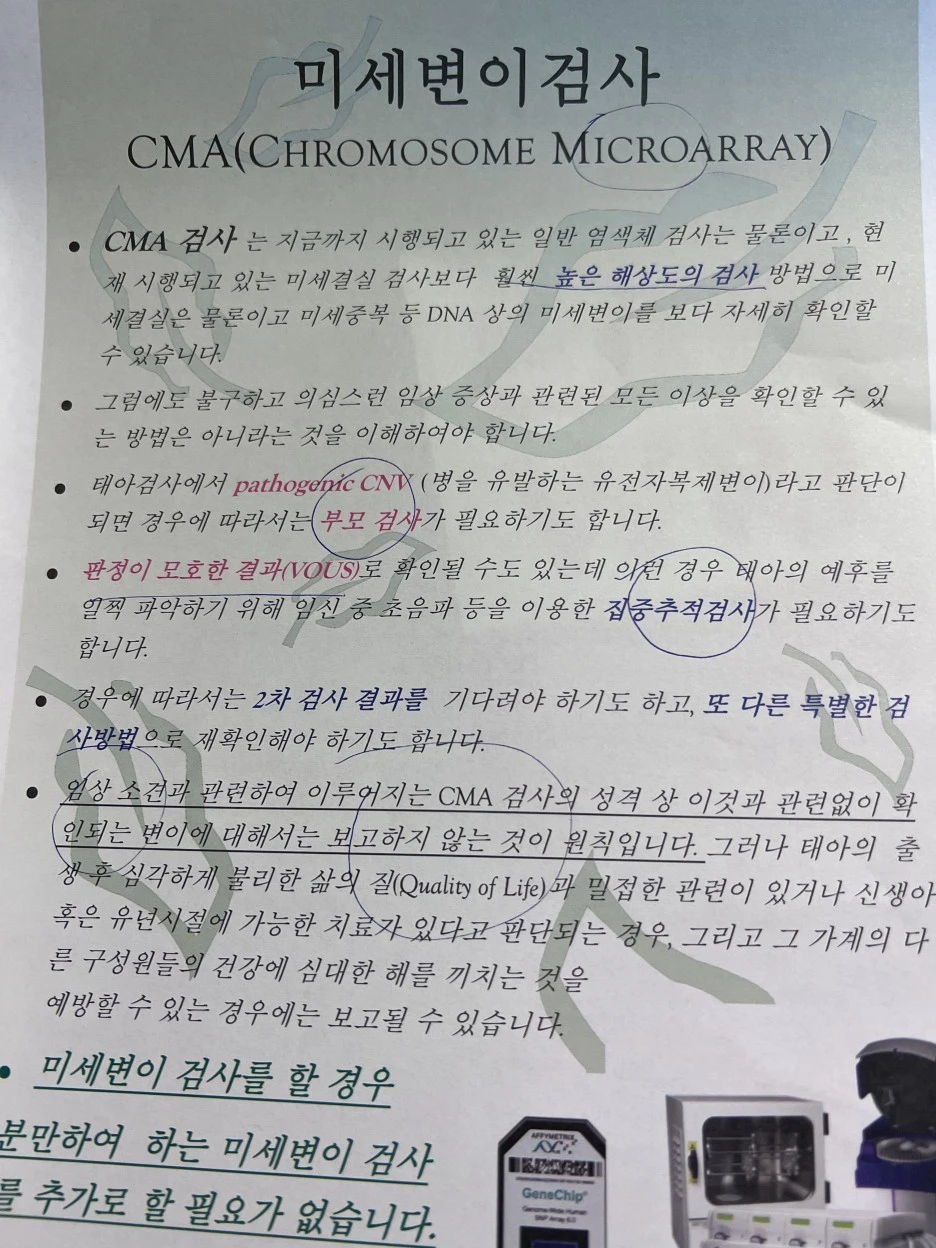 미세변이검사
CMA(CHROMOSOME MICROARRAY)
• CMA 검사 는 지금까지 시행되고 있는 일반 염색체 검사는 물론이고 , 현
재 시행되고 있는 미세결실 검사보다 훨씬 높은 해상도의 검사 방법으로 미
세결실은 물론이고 미세중복 등 DNA 상의 미세변이를 보다 자세히 확인할
수 있습니다.
• 그럼에도 불구하고 의심스런 임상 증상과 관련된 모든 이상을 확인할 수 있
는 방법은 아니라는 것을 이해하여야 합니다.
• 태아검사에서 pathogenic CNV (병을 유발하는 유전자복제변이)라고 판단이
되면 경우에 따라서는 부모 검사가 필요하기도 합니다.
• 판정이 모호한 결과(VOUS)로 확인될 수도 있는데 이런 경우 태아의 예후를
일찍 파악하기 위해 임신 중 초음파 등을 이용한 집중추적검사가 필요하기도
합니다.
• 경우에 따라서는 2차 검사 결과를 기다려야 하기도 하고, 또 다른 특별한 검
사방법으로 재확인해야 하기도 합니다.
• 임상 소견과 관련하여 이루어지는 CMA 검사의 성격 상 이것과 관련없이 확
인되는 변이에 대해서는 보고하지 않는 것이 원칙입니다. 그러나 태아의 출
생 후 심각하게 불리한 삶의 질(Quality of Life)과 밀접한 관련이 있거나 신생아
혹은 유년시절에 가능한 치료가 있다고 판단되는 경우, 그리고 그 가계의 다
른 구성원들의 건강에 심대한 해를 끼치는 것을
예방할 수 있는 경우에는 보고될 수 있습니다.
• 미세변이 검사를 할 경우
분만하여 하는 미세변이 검사
를 추가로 할 필요가 없습니다.
AFFYMETRIX
GeneChip®
Genome-Wide Human
SNP Array 6.0